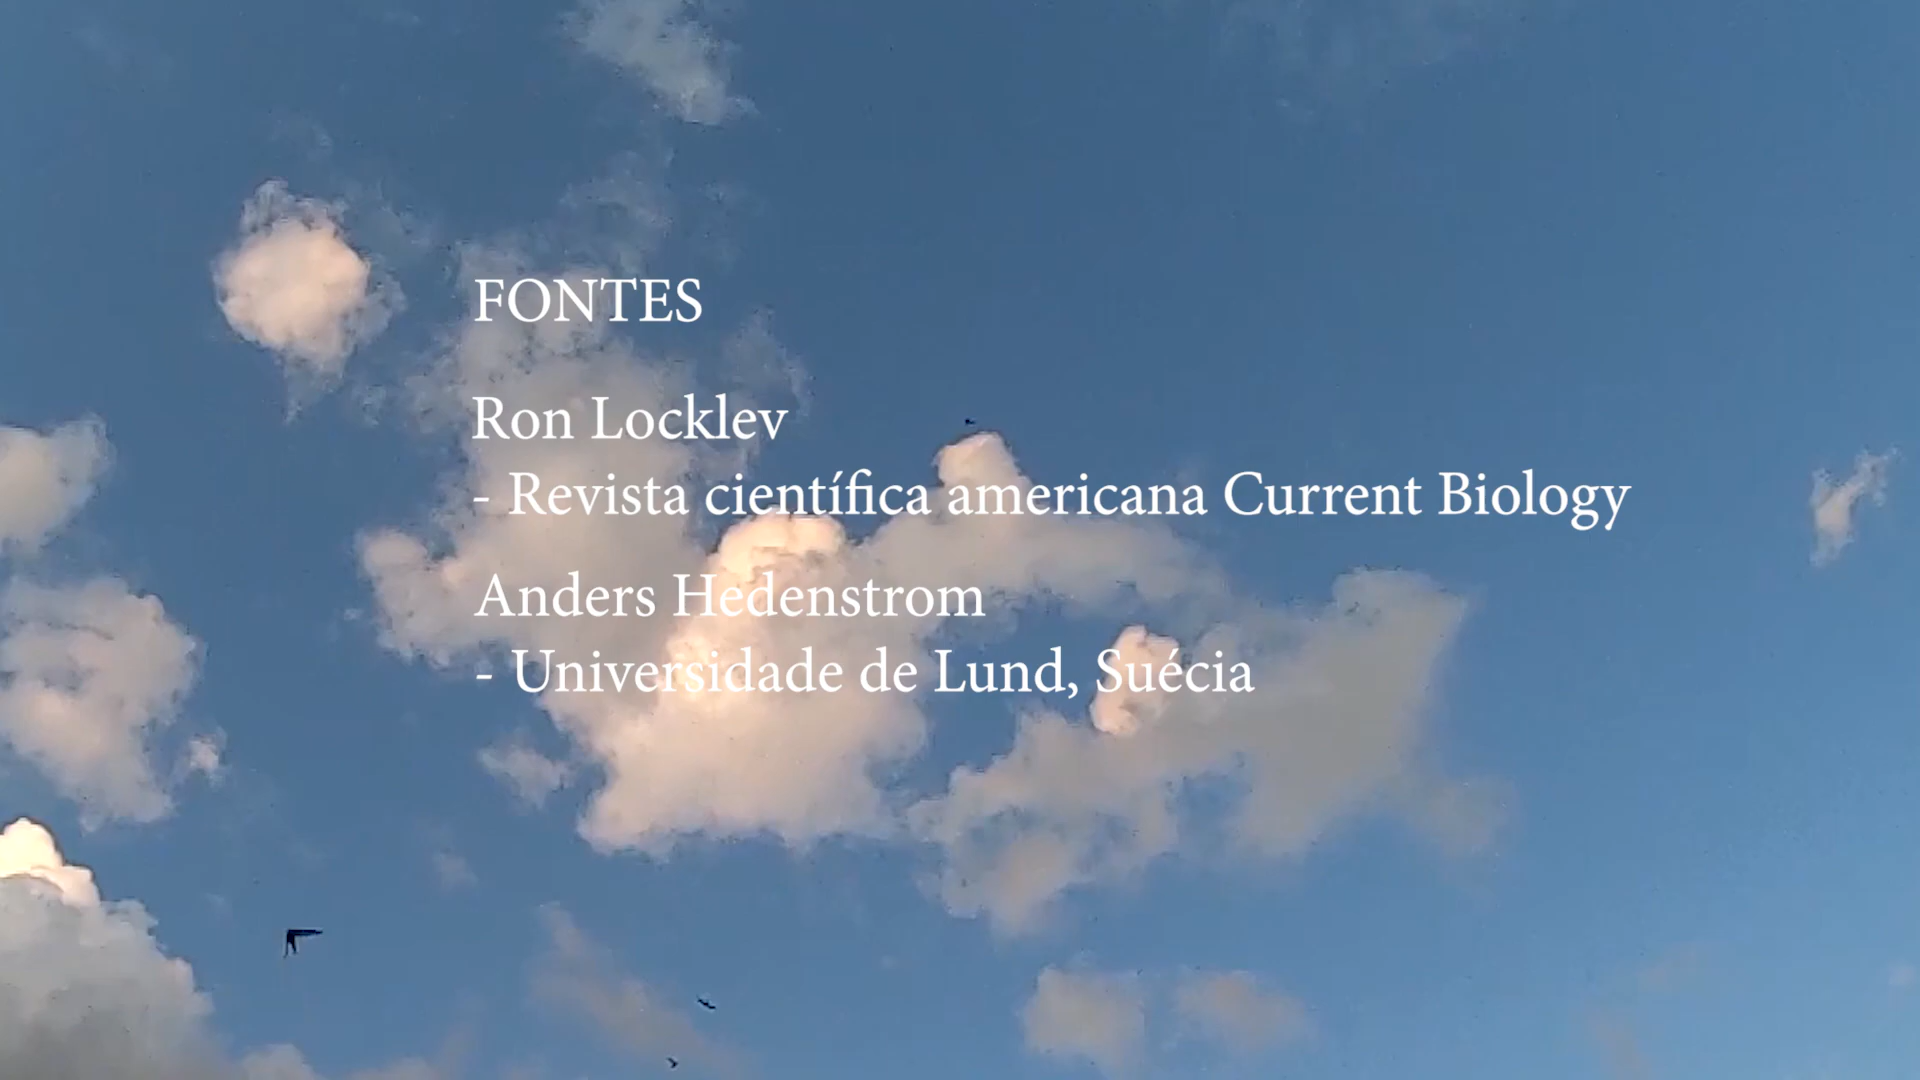 FONTES
Ron Locklev
- Revista científica americana Current Biology
Anders Hedenstrom
- Universidade de Lund, Suécia